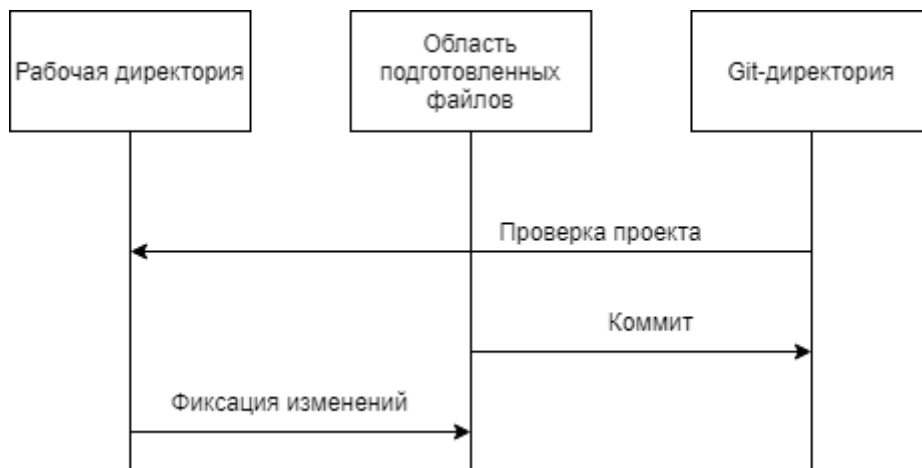 Рабочая директория
Область
подготовленных
файлов
Git-директория
Проверка проекта
Коммит
Фиксация изменений